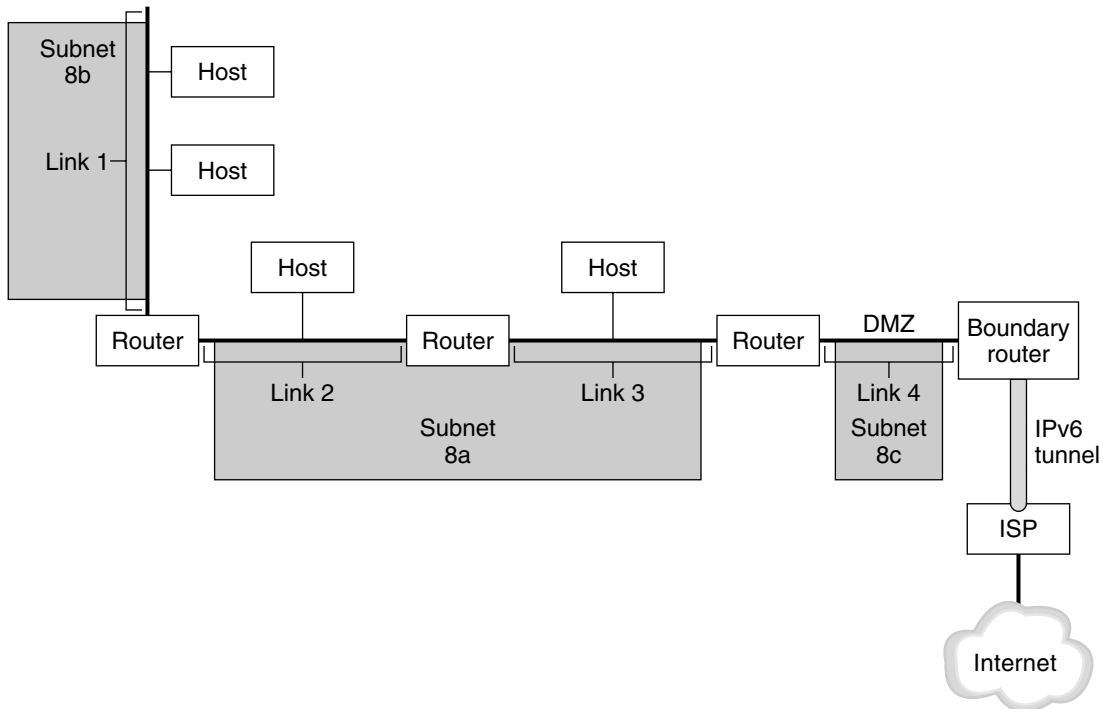 Subnet
8b
Host
Link 1
Host
Host
Host
Router
Router
Router
DMZ
Boundary
router
Link 2
Link 3
Link 4
Subnet
8a
Subnet
8c
IPv6
tunnel
ISP
Internet